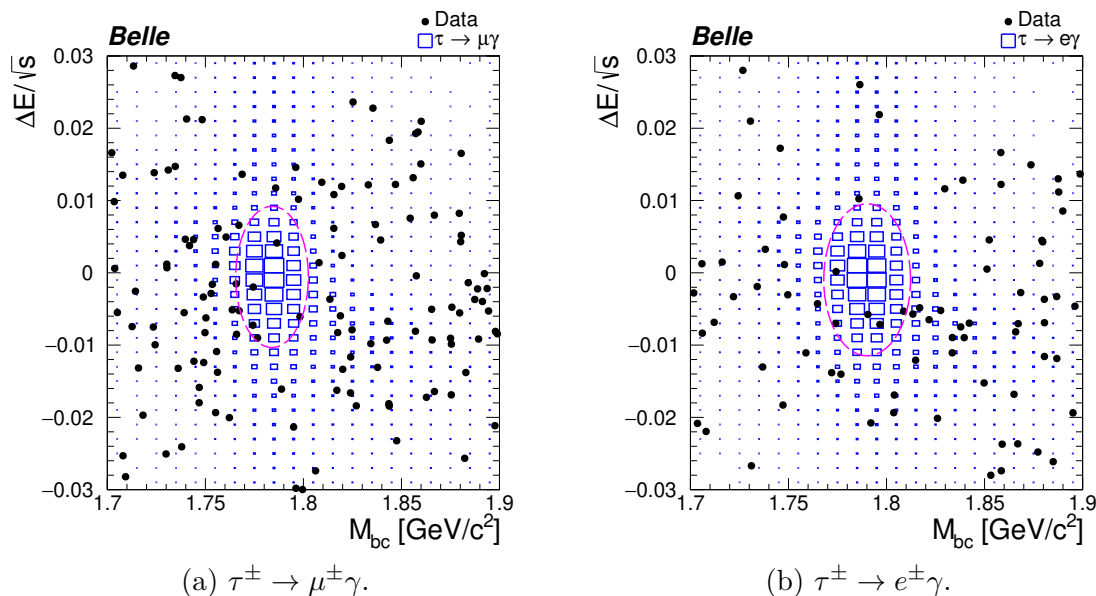 Belle
Data
τ → μγ
ΔE/√s
0.03
0.02
0.01
0
−0.01
−0.02
−0.03
1.7
1.75
1.8
1.85
1.9
M_bc [GeV/c²]
(a) τ± → μ±γ.
Belle
Data
τ → eγ
ΔE/√s
0.03
0.02
0.01
0
−0.01
−0.02
−0.03
1.7
1.75
1.8
1.85
1.9
M_bc [GeV/c²]
(b) τ± → e±γ.